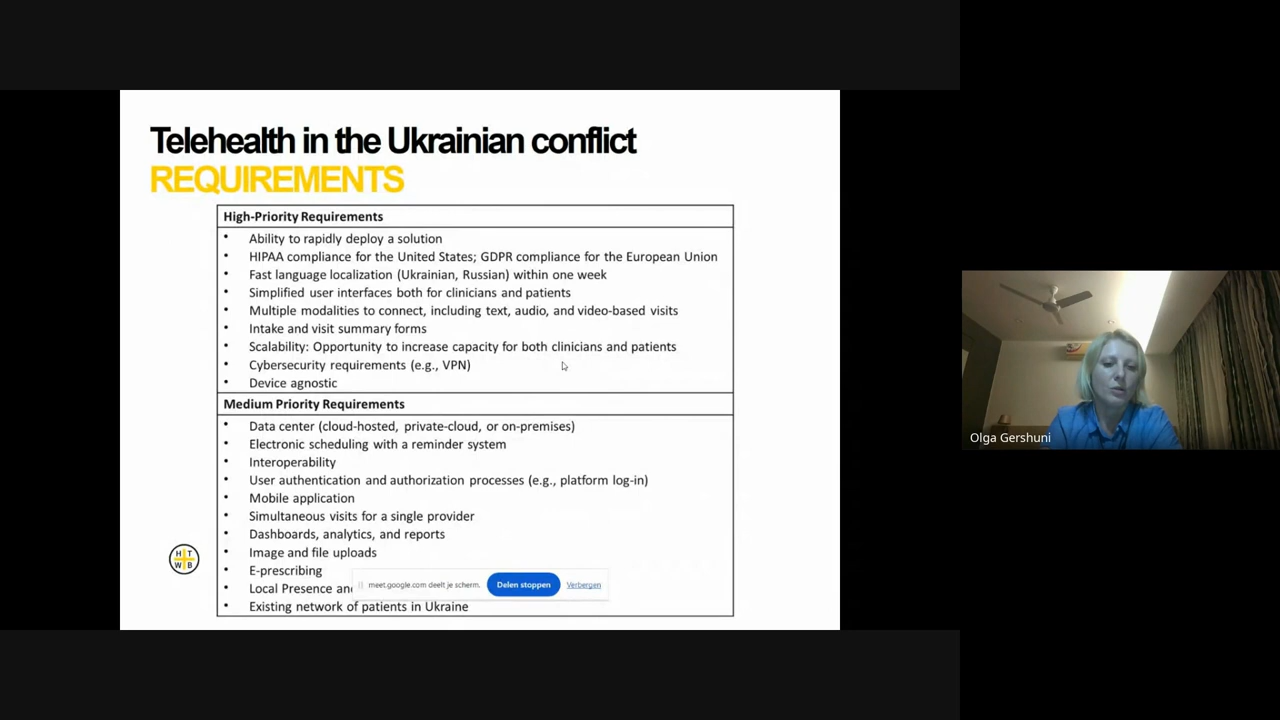 Telehealth in the Ukrainian conflict
REQUIREMENTS
High-Priority Requirements
• Ability to rapidly deploy a solution
• HIPAA compliance for the United States; GDPR compliance for the European Union
• Fast language localization (Ukrainian, Russian) within one week
• Simplified user interfaces both for clinicians and patients
• Multiple modalities to connect, including text, audio, and video-based visits
• Intake and visit summary forms
• Scalability: Opportunity to increase capacity for both clinicians and patients
• Cybersecurity requirements (e.g., VPN)
• Device agnostic
Medium Priority Requirements
• Data center (cloud-hosted, private-cloud, or on-premises)
• Electronic scheduling with a reminder system
• Interoperability
• User authentication and authorization processes (e.g., platform log-in)
• Mobile application
• Simultaneous visits for a single provider
• Dashboards, analytics, and reports
• Image and file uploads
• E-prescribing
• Local Presence
• Existing network of patients in Ukraine
H T
W B
meet.google.com deelt je scherm. Delen stoppen Verbergen
Olga Gershuni